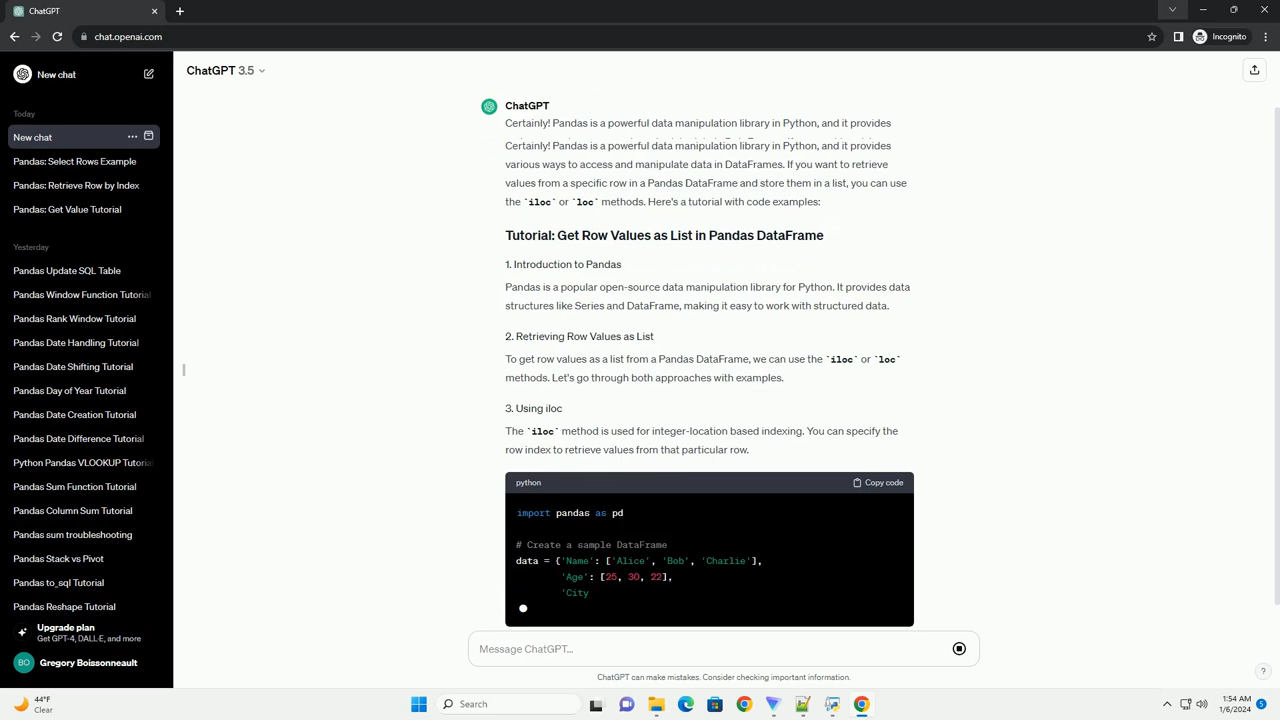 ChatGPT
chat.openai.com
Incognito
New chat
ChatGPT 3.5
Today
New chat
Pandas: Select Rows Example
Pandas: Retrieve Row by Index
Pandas: Get Value Tutorial
Yesterday
Pandas Update SQL Table
Pandas Window Function Tutorial
Pandas Rank Window Tutorial
Pandas Date Handling Tutorial
Pandas Date Shifting Tutorial
Pandas Day of Year Tutorial
Pandas Date Creation Tutorial
Pandas Date Difference Tutorial
Python Pandas VLOOKUP Tutorial
Pandas Sum Function Tutorial
Pandas Column Sum Tutorial
Pandas sum troubleshooting
Pandas Stack vs Pivot
Pandas to_sql Tutorial
Pandas Reshape Tutorial
Upgrade plan
Get GPT-4, DALL·E, and more
BO Gregory Boissonneault
ChatGPT
Certainly! Pandas is a powerful data manipulation library in Python, and it provides
Certainly! Pandas is a powerful data manipulation library in Python, and it provides
various ways to access and manipulate data in DataFrames. If you want to retrieve
values from a specific row in a Pandas DataFrame and store them in a list, you can use
the `iloc` or `loc` methods. Here's a tutorial with code examples:
Tutorial: Get Row Values as List in Pandas DataFrame
1. Introduction to Pandas
Pandas is a popular open-source data manipulation library for Python. It provides data
structures like Series and DataFrame, making it easy to work with structured data.
2. Retrieving Row Values as List
To get row values as a list from a Pandas DataFrame, we can use the `iloc` or `loc`
methods. Let's go through both approaches with examples.
3. Using iloc
The `iloc` method is used for integer-location based indexing. You can specify the
row index to retrieve values from that particular row.
python Copy code
import pandas as pd
# Create a sample DataFrame
data = {'Name': ['Alice', 'Bob', 'Charlie'],
'Age': [25, 30, 22],
'City
Message ChatGPT...
ChatGPT can make mistakes. Consider checking important information.
?
44°F
Clear
Search
1:54 AM
1/6/2024
5